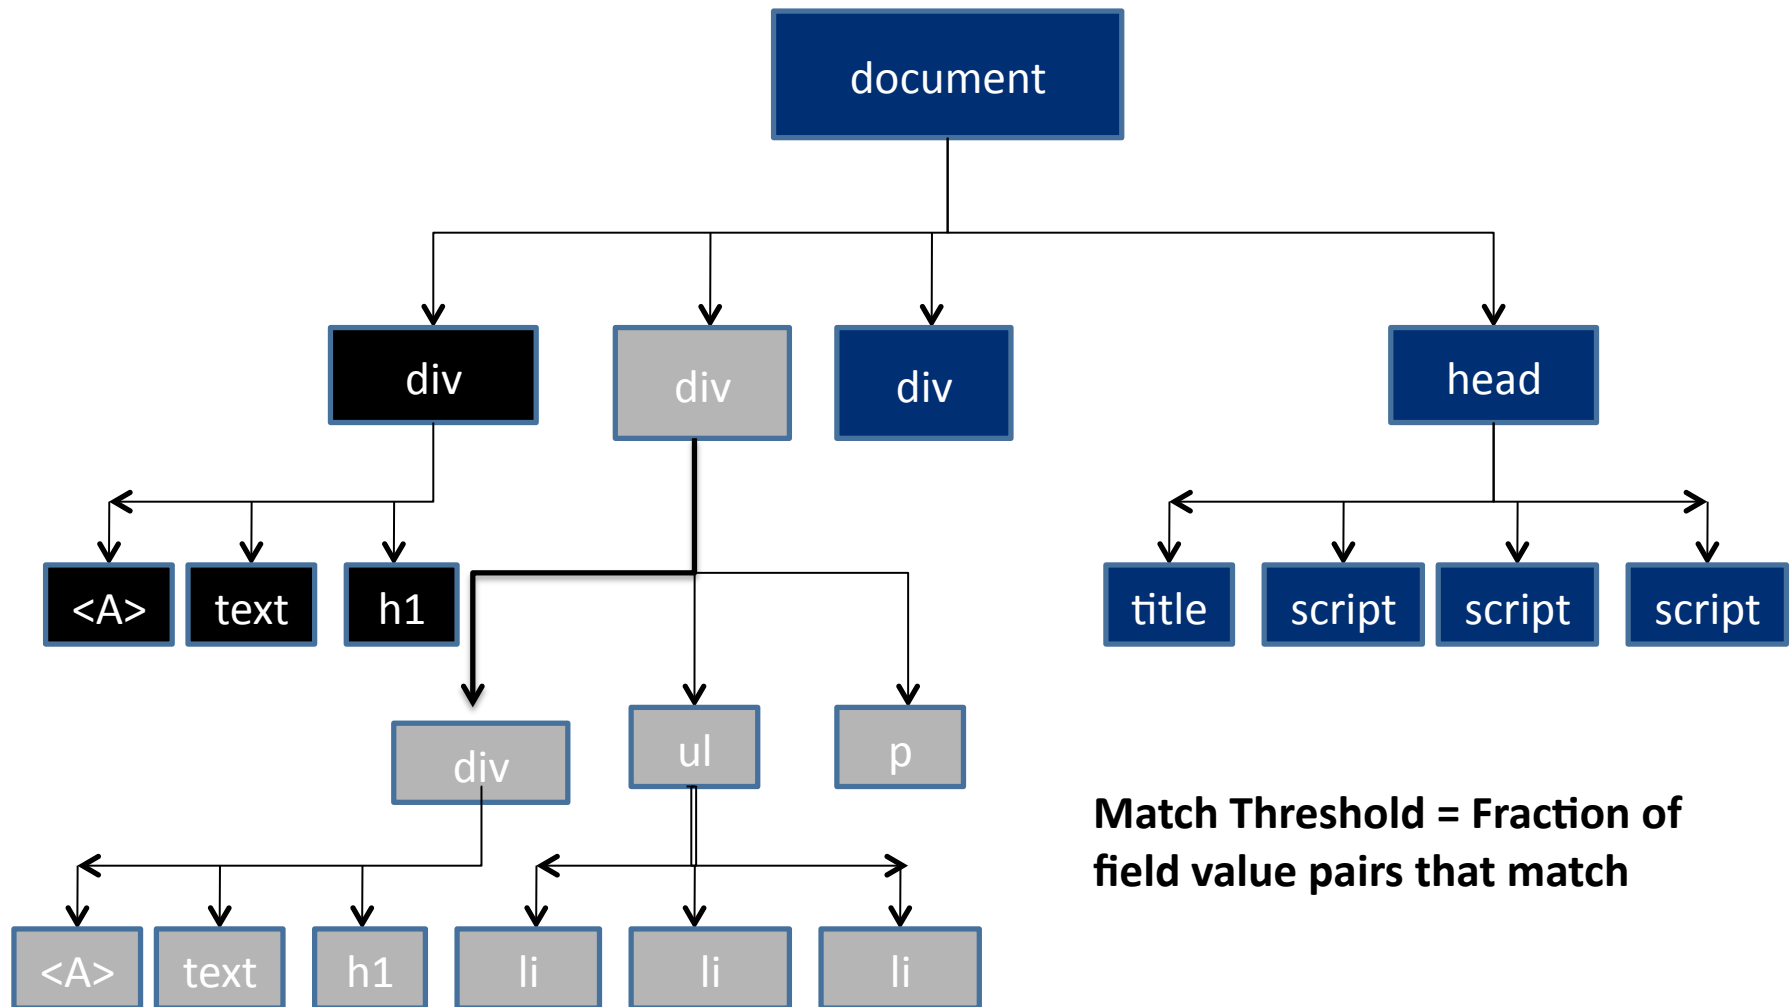 document
div
div
div
head
<A>
text
h1
title
script
script
script
div
ul
p
Match Threshold = Fraction of
field value pairs that match
<A>
text
h1
li
li
li